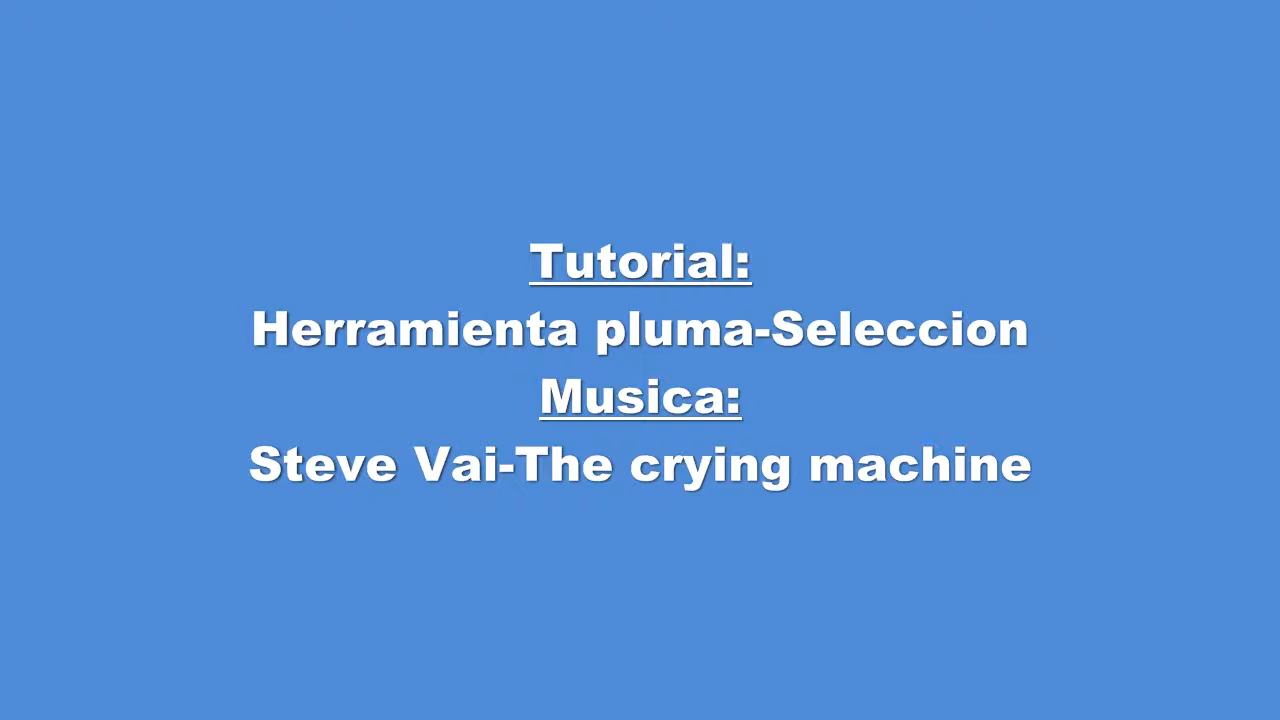 Tutorial:
Herramienta pluma-Seleccion
Musica:
Steve Vai-The crying machine